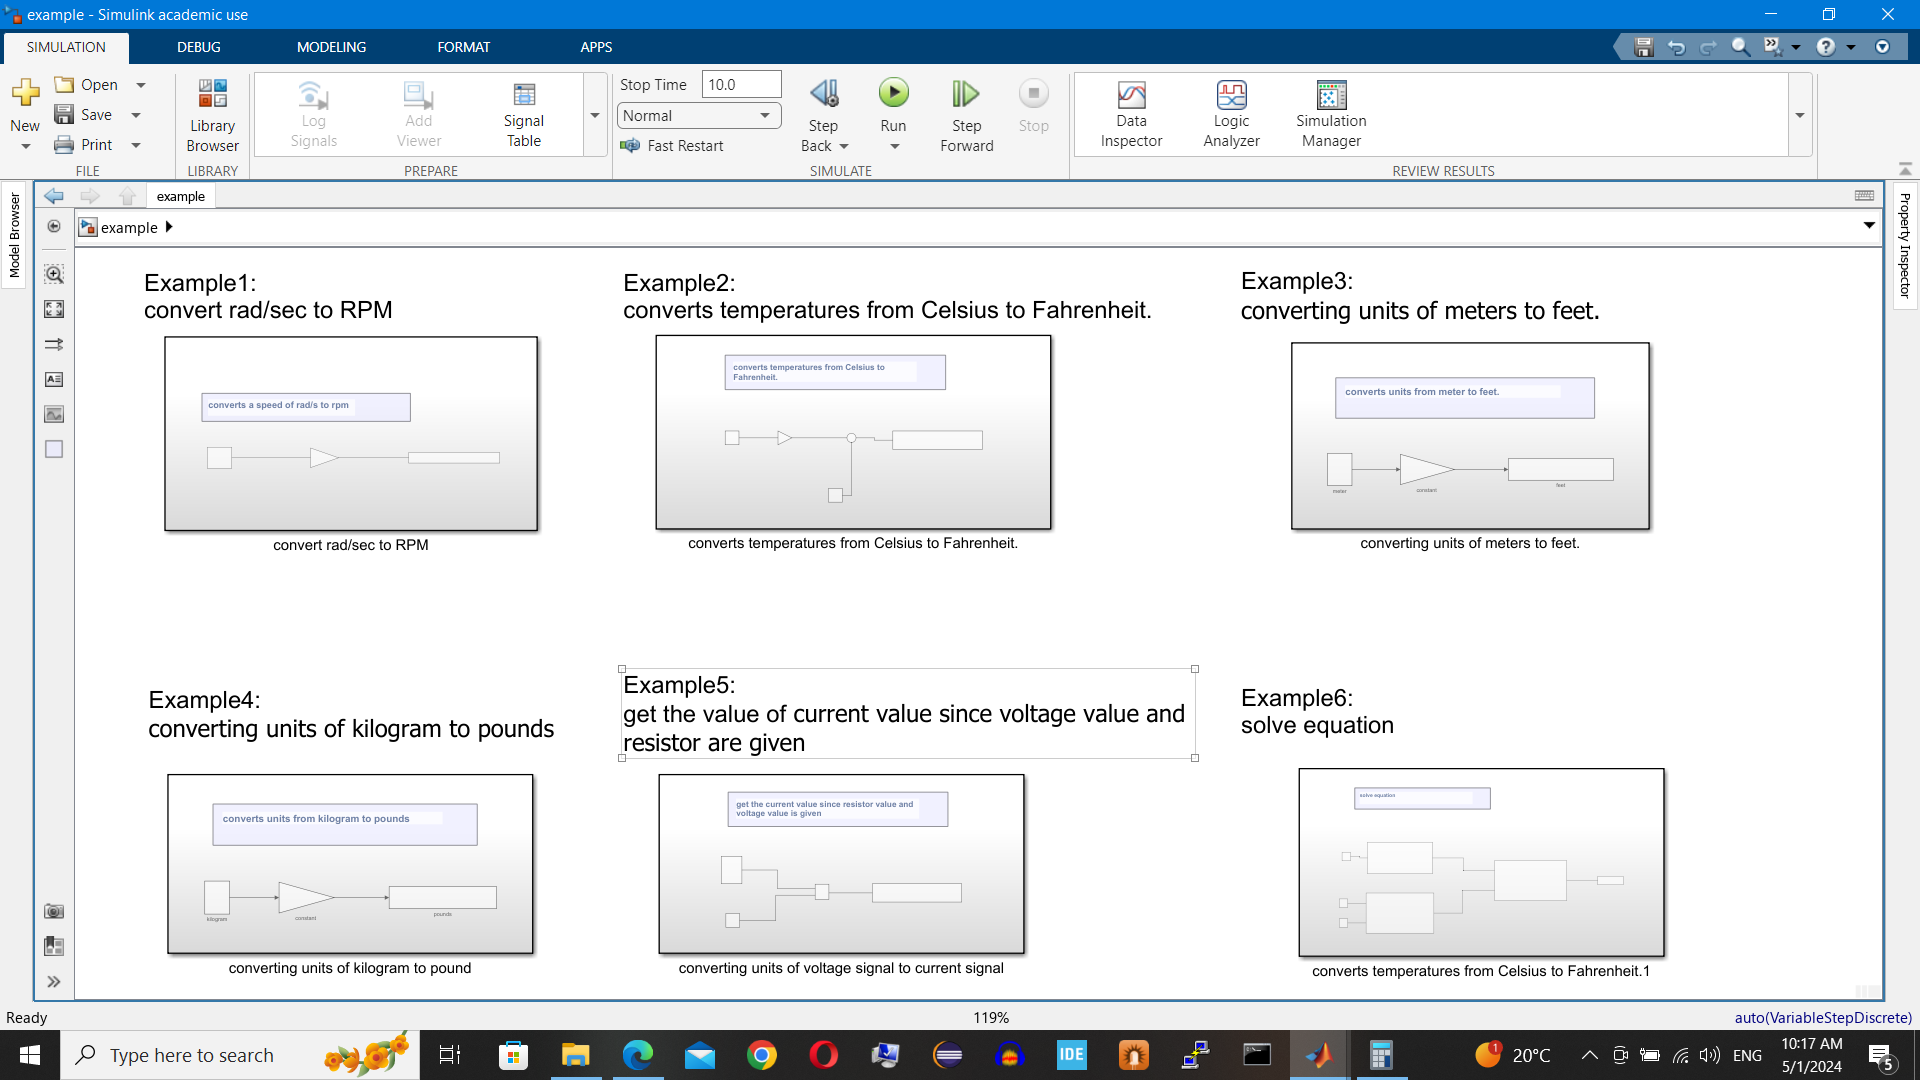 example - Simulink academic use
SIMULATION
DEBUG
MODELING
FORMAT
APPS
New
Open
Save
Print
FILE
Library
Browser
LIBRARY
Log
Signals
Add
Viewer
Signal
Table
PREPARE
Stop Time 10.0
Normal
Fast Restart
Step
Back
Run
Step
Forward
Stop
SIMULATE
Data
Inspector
Logic
Analyzer
Simulation
Manager
REVIEW RESULTS
Model Browser
Property Inspector
example
example
Example1:
convert rad/sec to RPM
converts a speed of rad/s to rpm
convert rad/sec to RPM
Example2:
converts temperatures from Celsius to Fahrenheit.
converts temperatures from Celsius to
Fahrenheit.
converts temperatures from Celsius to Fahrenheit.
Example3:
converting units of meters to feet.
converts units from meter to feet.
meter
constant
feet
converting units of meters to feet.
Example4:
converting units of kilogram to pounds
converts units from kilogram to pounds
kilogram
constant
pounds
converting units of kilogram to pound
Example5:
get the value of current value since voltage value and
resistor are given
get the current value since resistor value and
voltage value is given
converting units of voltage signal to current signal
Example6:
solve equation
solve equation
converts temperatures from Celsius to Fahrenheit.1
Ready
119%
auto(VariableStepDiscrete)
Type here to search
IDE
1
20°C
ENG
10:17 AM
5/1/2024
5